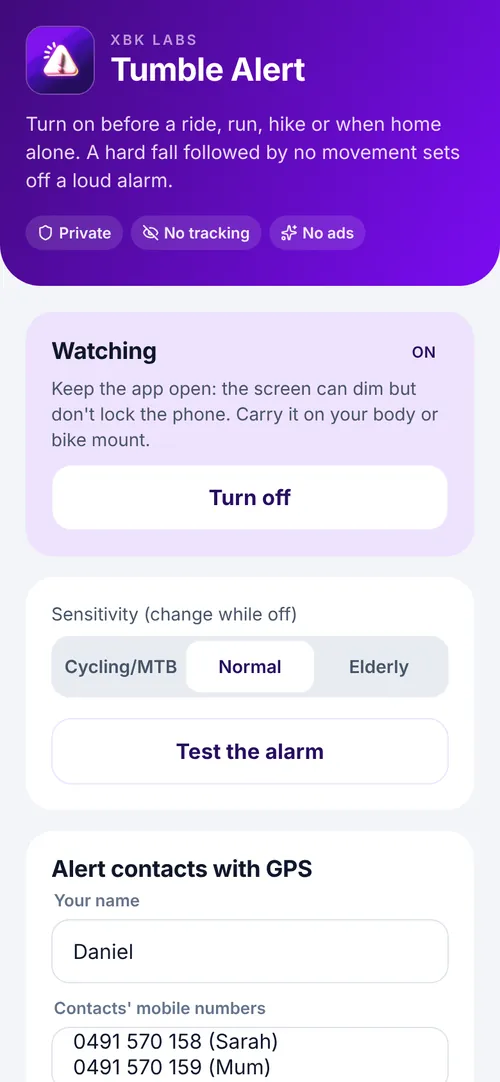 XBK LABS
Tumble Alert
Turn on before a ride, run, hike or when home
alone. A hard fall followed by no movement sets
off a loud alarm.
Private
No tracking
No ads
Watching
ON
Keep the app open: the screen can dim but
don't lock the phone. Carry it on your body or
bike mount.
Turn off
Sensitivity (change while off)
Cycling/MTB
Normal
Elderly
Test the alarm
Alert contacts with GPS
Your name
Daniel
Contacts' mobile numbers
0491 570 158 (Sarah)
0491 570 159 (Mum)